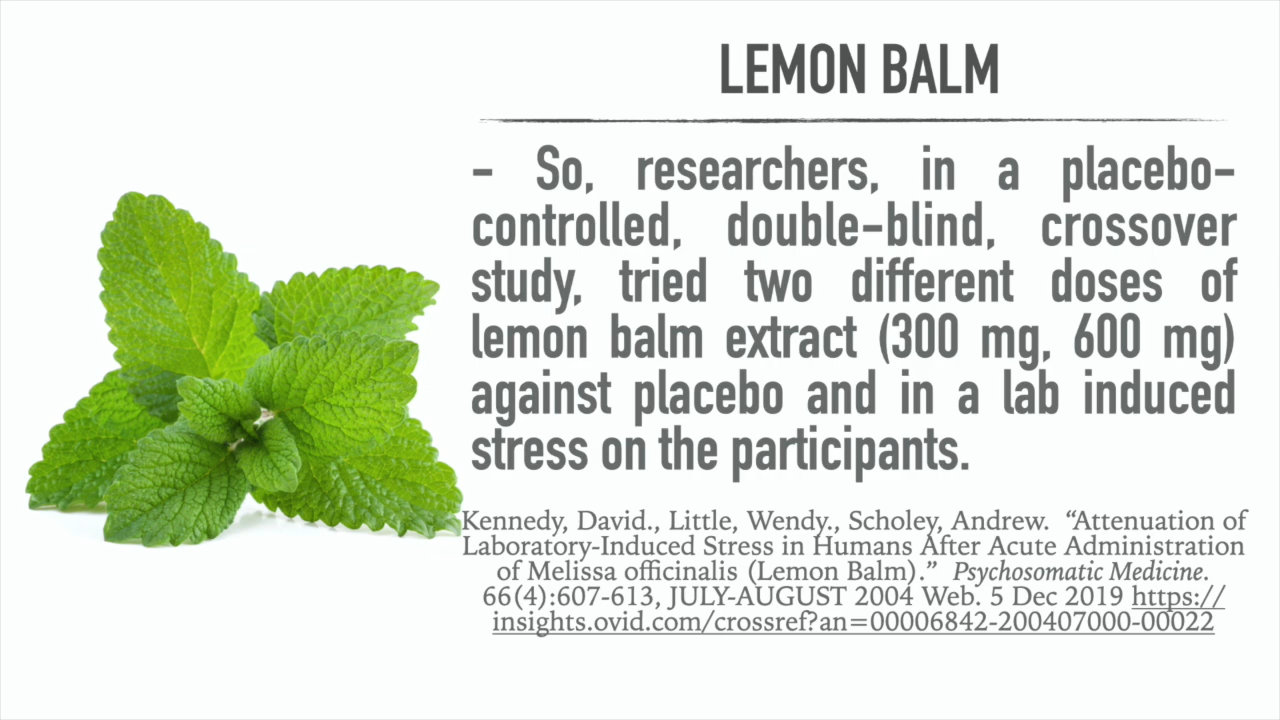 LEMON BALM
- So, researchers, in a placebo-
controlled, double-blind, crossover
study, tried two different doses of
lemon balm extract (300 mg, 600 mg)
against placebo and in a lab induced
stress on the participants.
Kennedy, David., Little, Wendy., Scholey, Andrew. “Attenuation of
Laboratory-Induced Stress in Humans After Acute Administration
of Melissa officinalis (Lemon Balm).” Psychosomatic Medicine.
66(4):607-613, JULY-AUGUST 2004 Web. 5 Dec 2019 https://
insights.ovid.com/crossref?an=00006842-200407000-00022